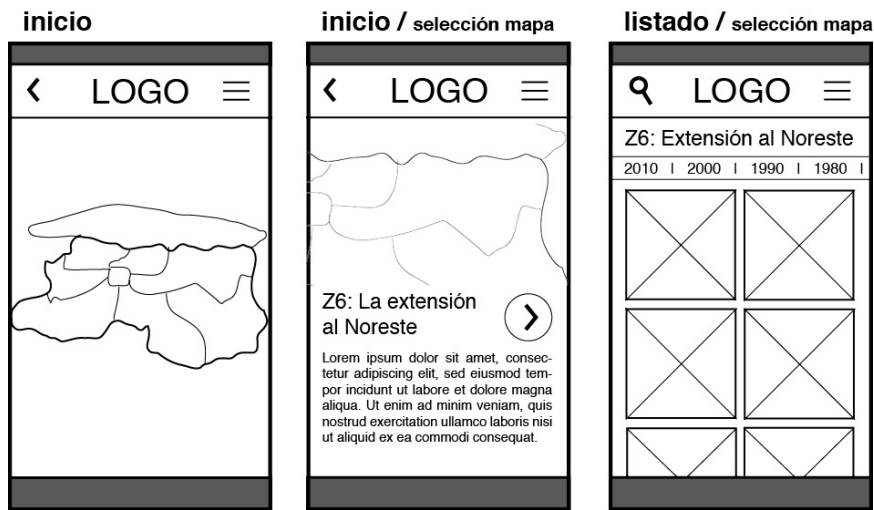 inicio
LOGO
inicio / selección mapa
LOGO
Z6: La extensión
al Noreste
Lorem ipsum dolor sit amet, consec-
tetur adipiscing elit, sed eiusmod tem-
por incidunt ut labore et dolore magna
aliqua. Ut enim ad minim veniam, quis
nostrud exercitation ullamco laboris nisi
ut aliquid ex ea commodi consequat.
listado / selección mapa
LOGO
Z6: Extensión al Noreste
2010 | 2000 | 1990 | 1980 |